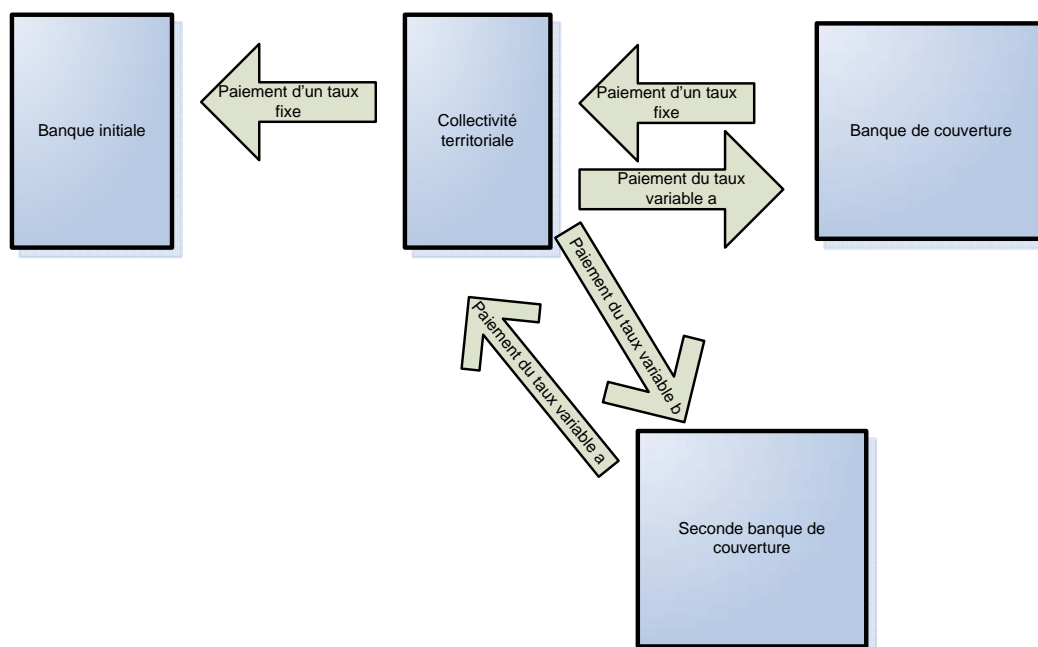 Banque initiale
Paiement d'un taux
fixe
Collectivité
territoriale
Paiement d'un taux
fixe
Paiement du taux
variable a
Banque de couverture
Paiement du taux variable b
Paiement du taux variable a
Seconde banque de
couverture